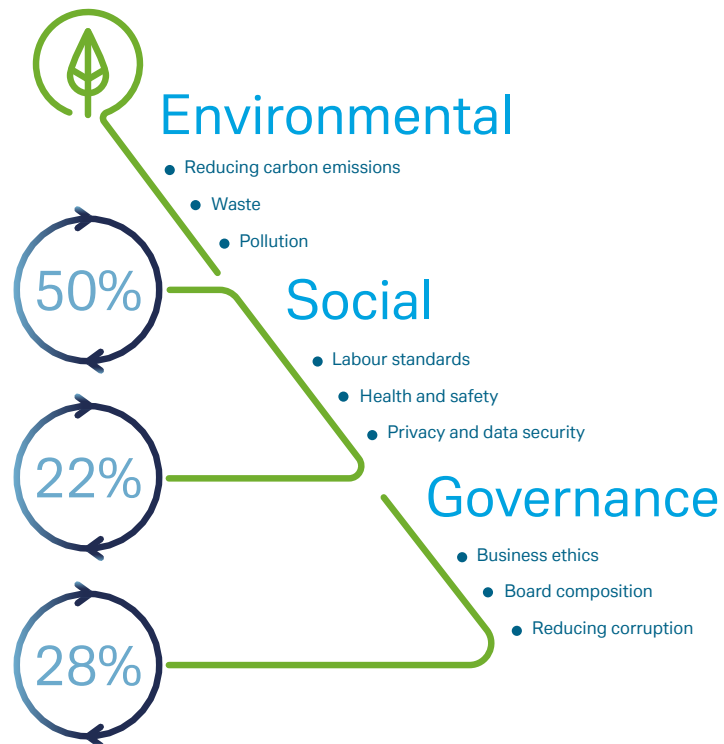 Environmental
Reducing carbon emissions
Waste
Pollution
50%
Social
Labour standards
Health and safety
Privacy and data security
22%
Governance
Business ethics
Board composition
Reducing corruption
28%